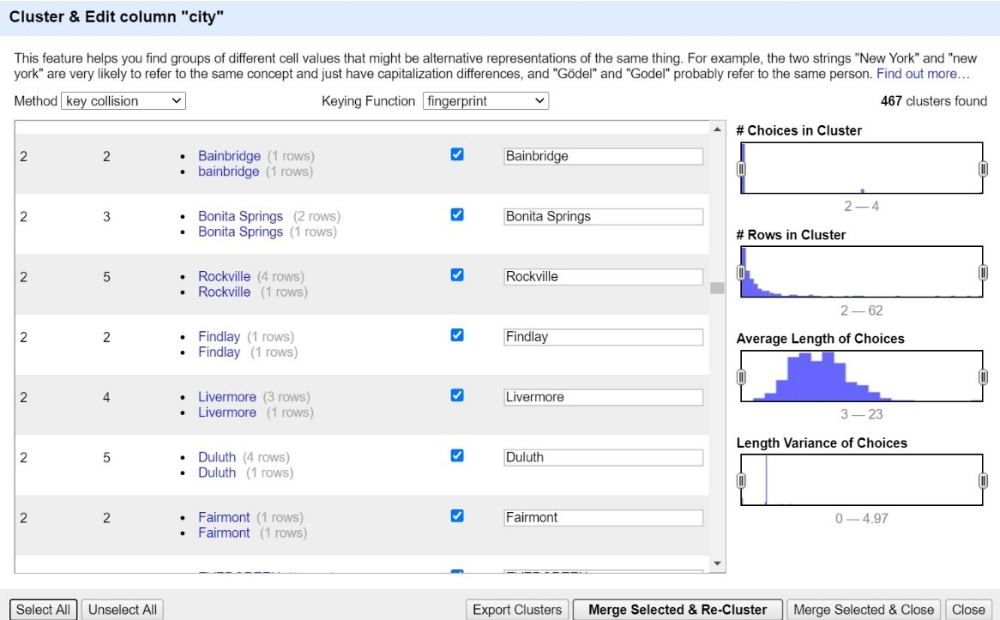 Cluster & Edit column "city"
This feature helps you find groups of different cell values that might be alternative representations of the same thing. For example, the two strings "New York" and "new
york" are very likely to refer to the same concept and just have capitalization differences, and "Gödel" and "Godel" probably refer to the same person. Find out more…
Method key collision Keying Function fingerprint 467 clusters found
# Choices in Cluster
2 — 4
# Rows in Cluster
2 — 62
Average Length of Choices
3 — 23
Length Variance of Choices
0 — 4.97
2 2 • Bainbridge (1 rows) Bainbridge
• bainbridge (1 rows)
2 3 • Bonita Springs (2 rows) Bonita Springs
• Bonita Springs (1 rows)
2 5 • Rockville (4 rows) Rockville
• Rockville (1 rows)
2 2 • Findlay (1 rows) Findlay
• Findlay (1 rows)
2 4 • Livermore (3 rows) Livermore
• Livermore (1 rows)
2 5 • Duluth (4 rows) Duluth
• Duluth (1 rows)
2 2 • Fairmont (1 rows) Fairmont
• Fairmont (1 rows)
Select All Unselect All Export Clusters Merge Selected & Re-Cluster Merge Selected & Close Close